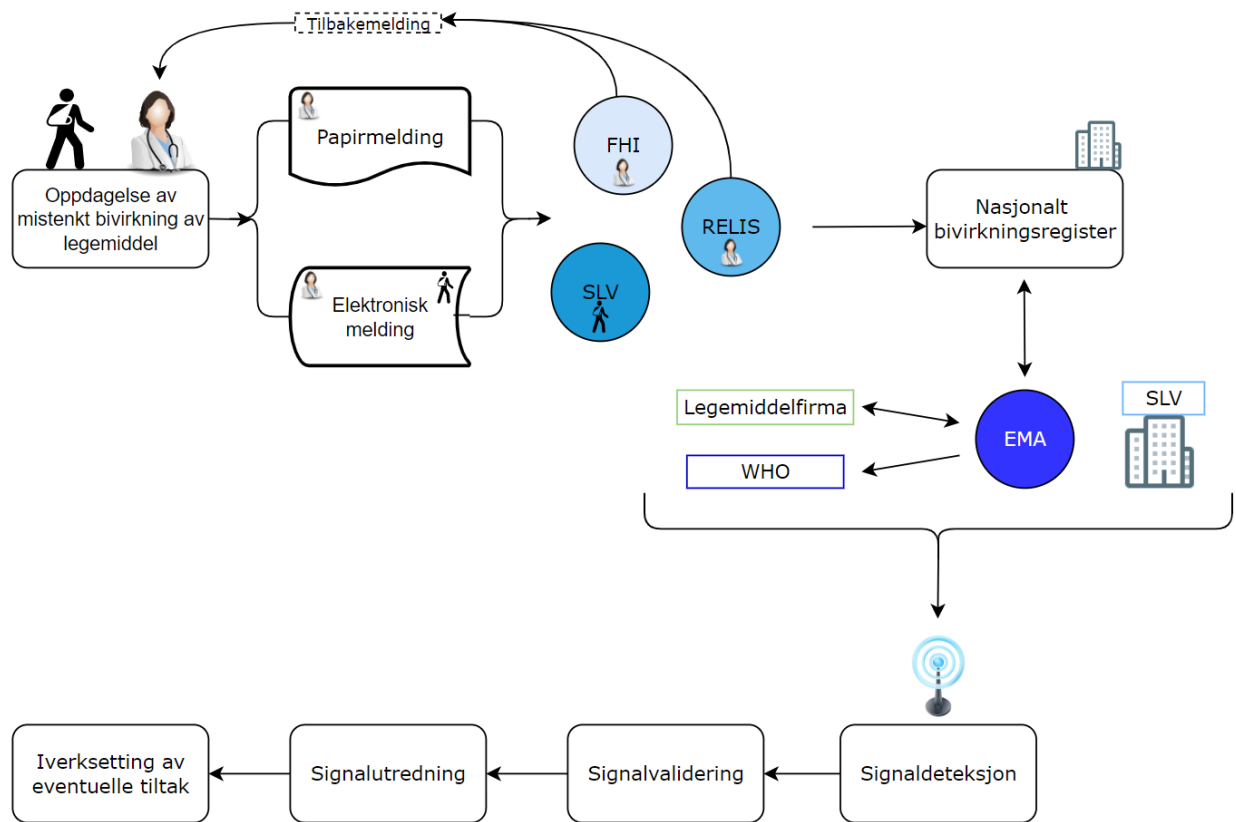 Tilbakemelding
Oppdagelse av
mistenkt bivirkning av
legemiddel
Papirmelding
Elektronisk
melding
FHI
RELIS
SLV
Nasjonalt
bivirkningsregister
Legemiddelfirma
WHO
EMA
SLV
Iverksetting av
eventuelle tiltak
Signalutredning
Signalvalidering
Signaldeteksjon